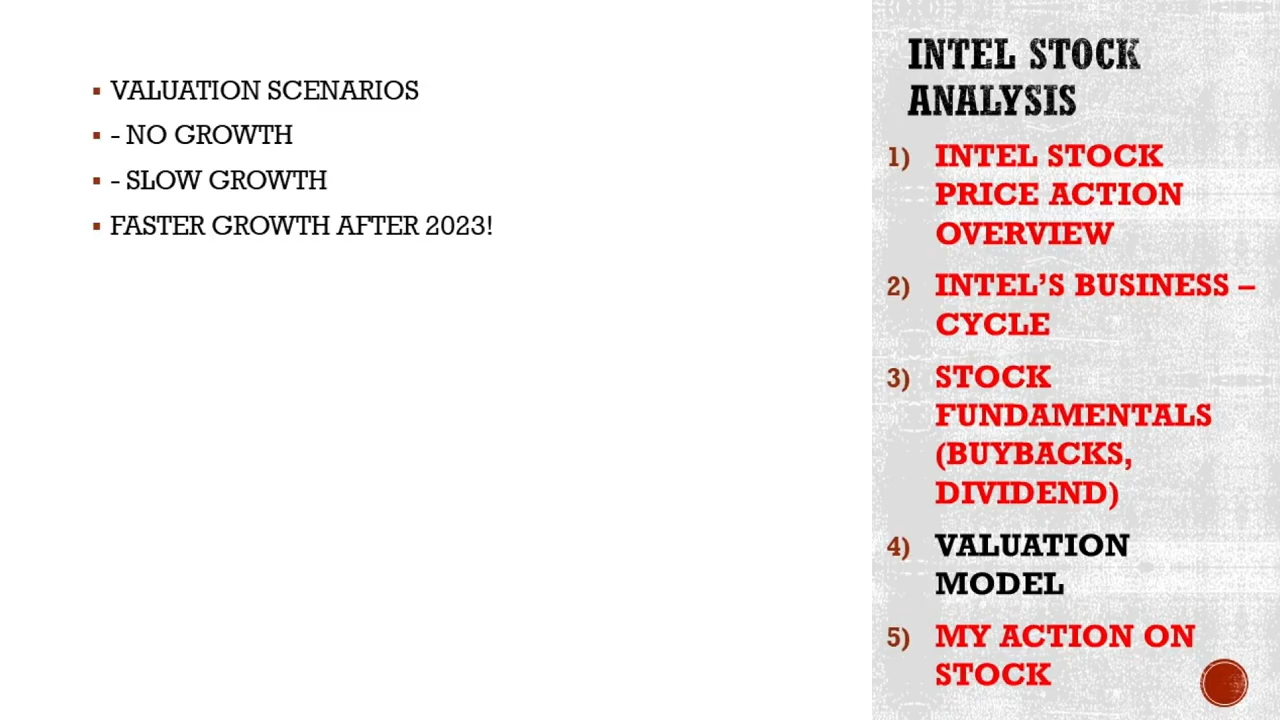 VALUATION SCENARIOS
- NO GROWTH
- SLOW GROWTH
FASTER GROWTH AFTER 2023!
INTEL STOCK
ANALYSIS
1) INTEL STOCK
PRICE ACTION
OVERVIEW
2) INTEL’S BUSINESS –
CYCLE
3) STOCK
FUNDAMENTALS
(BUYBACKS,
DIVIDEND)
4) VALUATION
MODEL
5) MY ACTION ON
STOCK